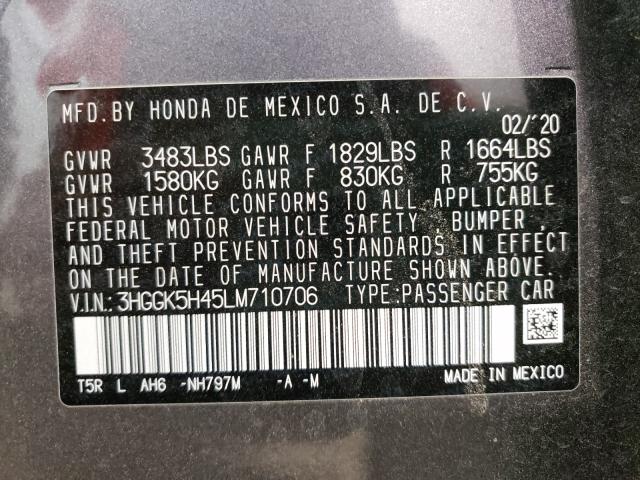 MFD. BY HONDA DE MEXICO S.A. DE C.V.
02/'20
GVWR 3483LBS GAWR F 1829LBS R 1664LBS
GVWR 1580KG GAWR F 830KG R 755KG
THIS VEHICLE CONFORMS TO ALL APPLICABLE
FEDERAL MOTOR VEHICLE SAFETY , BUMPER ,
AND THEFT PREVENTION STANDARDS IN EFFECT
ON THE DATE OF MANUFACTURE SHOWN ABOVE.
V.I.N.: 3HGGK5H45LM710706 TYPE:PASSENGER CAR
T5R L AH6 -NH797M -A -M MADE IN MEXICO